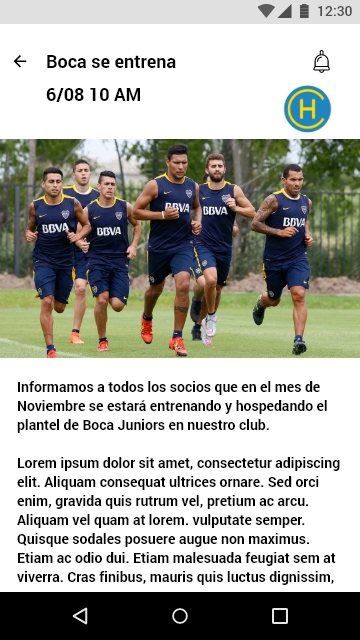 12:30
Boca se entrena
6/08 10 AM
H
BBVA
BBVA
BBVA
BBVA
BBVA
Informamos a todos los socios que en el mes de
Noviembre se estará entrenando y hospedando el
plantel de Boca Juniors en nuestro club.
Lorem ipsum dolor sit amet, consectetur adipiscing
elit. Aliquam consequat ultrices ornare. Sed orci
enim, gravida quis rutrum vel, pretium ac arcu.
Aliquam vel quam at lorem. vulputate semper.
Quisque sodales posuere augue non maximus.
Etiam ac odio dui. Etiam malesuada feugiat sem at
viverra. Cras finibus, mauris quis luctus dignissim,